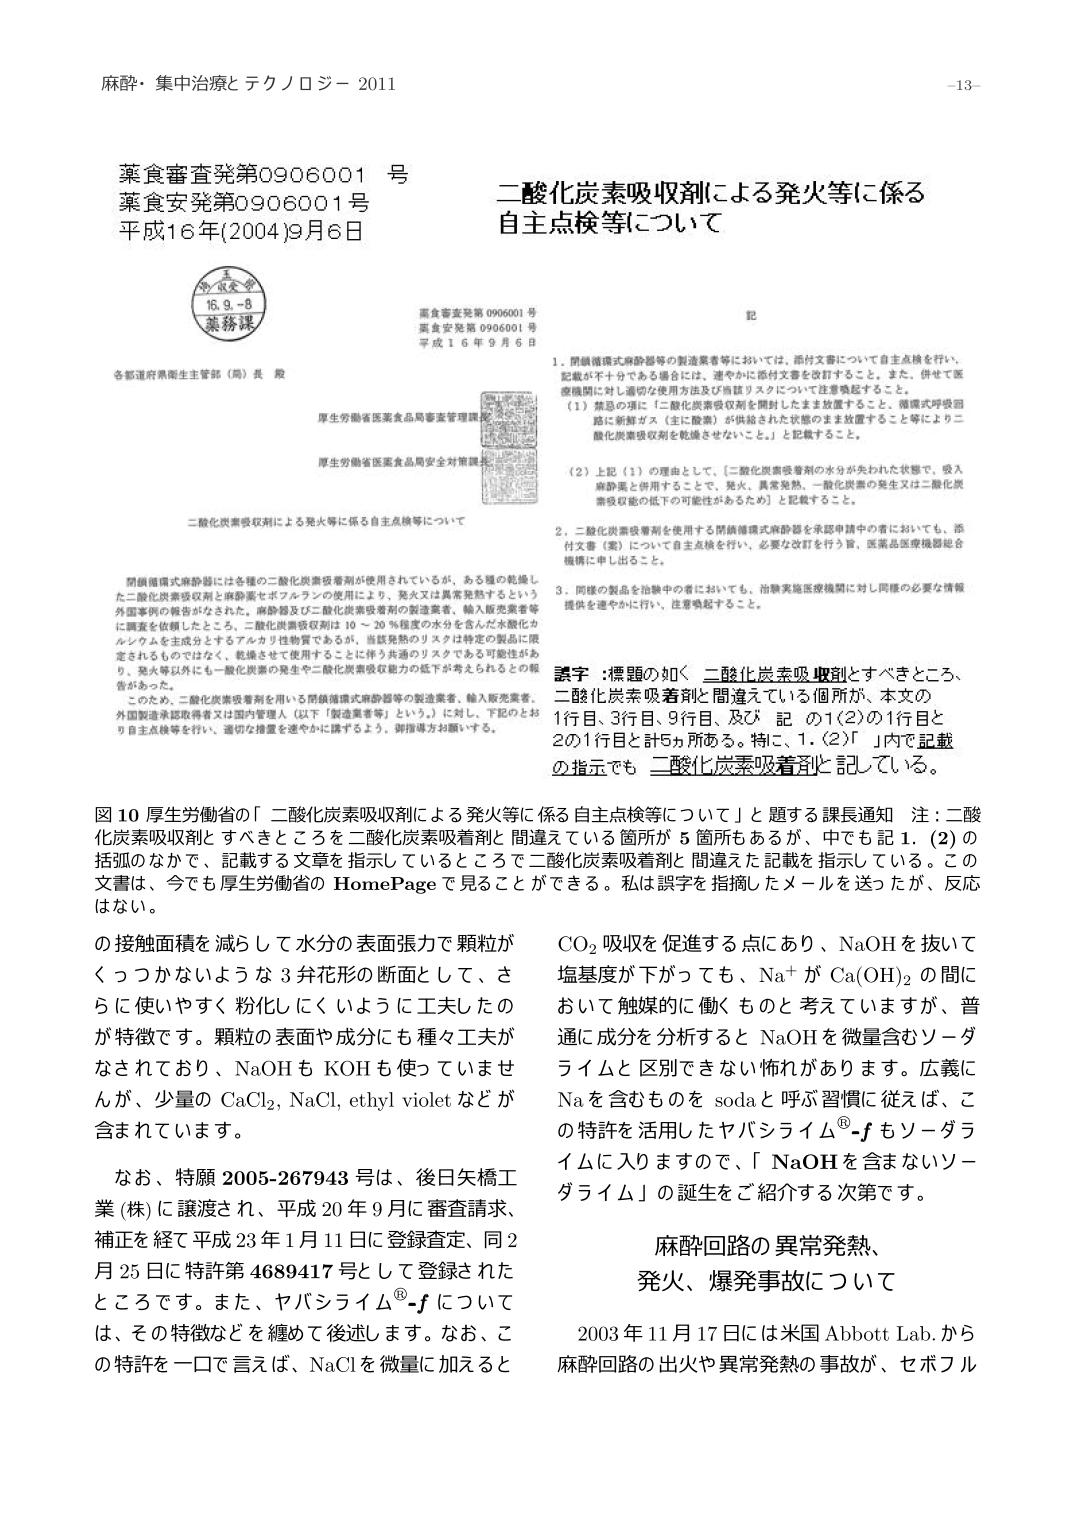 麻酔・集中治療とテクノロジー 2011
–13–
薬食審査発第0906001 号
薬食安発第0906001号
平成16年(2004)9月6日
二酸化炭素吸収剤による発火等に係る
自主点検等について
16.9.-8
薬務課
薬食審査発第 0906001 号
薬食安発第 0906001 号
平成１６年９月６日
各都道府県衛生主管部（局）長 殿
厚生労働省医薬食品局審査管理課長
厚生労働省医薬食品局安全対策課長
二酸化炭素吸収剤による発火等に係る自主点検等について
閉鎖循環式麻酔器には各種の二酸化炭素吸着剤が使用されているが、ある種の乾燥し
た二酸化炭素吸収剤と麻酔薬セボフルランの使用により、発火又は異常発熱するという
外国事例の報告がなされた。麻酔器及び二酸化炭素吸着剤の製造業者、輸入販売業者等
に調査を依頼したところ、二酸化炭素吸収剤は 10 ～ 20 %程度の水分を含んだ水酸化カ
ルシウムを主成分とするアルカリ性物質であるが、当該発熱のリスクは特定の製品に限
定されるものではなく、乾燥させて使用することに伴う共通のリスクである可能性があ
り、発火等以外にも一酸化炭素の発生や二酸化炭素吸収能力の低下が考えられるとの報
告があった。
このため、二酸化炭素吸着剤を用いる閉鎖循環式麻酔器等の製造業者、輸入販売業者、
外国製造承認取得者又は国内管理人（以下「製造業者等」という。）に対し、下記のとお
り自主点検等を行い、適切な措置を速やかに講ずるよう、御指導方お願いする。
記
１．閉鎖循環式麻酔器等の製造業者等においては、添付文書について自主点検を行い、
記載が不十分である場合には、速やかに添付文書を改訂すること。また、併せて医
療機関に対し適切な使用方法及び当該リスクについて注意喚起すること。
（１）禁忌の項に「二酸化炭素吸収剤を開封したまま放置すること、循環式呼吸回
路に新鮮ガス（主に酸素）が供給された状態のまま放置すること等により二
酸化炭素吸収剤を乾燥させないこと。」と記載すること。
（２）上記（１）の理由として、［二酸化炭素吸着剤の水分が失われた状態で、吸入
麻酔薬と併用することで、発火、異常発熱、一酸化炭素の発生又は二酸化炭
素吸収能の低下の可能性があるため］と記載すること。
２．二酸化炭素吸着剤を使用する閉鎖循環式麻酔器を承認申請中の者においても、添
付文書（案）について自主点検を行い、必要な改訂を行う旨、医薬品医療機器総合
機構に申し出ること。
３．同様の製品を治験中の者においても、治験実施医療機関に対し同様の必要な情報
提供を速やかに行い、注意喚起すること。
誤字 :標題の如く 二酸化炭素吸収剤とすべきところ、
二酸化炭素吸着剤と間違えている個所が、本文の
1行目、3行目、9行目、及び 記 の1(2)の1行目と
2の1行目と計5ヵ所ある。特に、1．(2)「 」内で記載
の指示でも 二酸化炭素吸着剤と記している。
図 10 厚生労働省の「二酸化炭素吸収剤による発火等に係る自主点検等について」と題する課長通知 注：二酸
化炭素吸収剤とすべきところを二酸化炭素吸着剤と間違えている箇所が 5 箇所もあるが、中でも記 1. (2) の
括弧のなかで、記載する文章を指示しているところで二酸化炭素吸着剤と間違えた記載を指示している。この
文書は、今でも厚生労働省の HomePage で見ることができる。私は誤字を指摘したメールを送ったが、反応
はない。
の接触面積を減らして水分の表面張力で顆粒が
くっつかないような 3 弁花形の断面として、さ
らに使いやすく粉化しにくいように工夫したの
が特徴です。顆粒の表面や成分にも種々工夫が
なされており、NaOH も KOH も使っていませ
んが、少量の CaCl₂, NaCl, ethyl violet などが
含まれています。
なお、特願 2005-267943 号は、後日矢橋工
業 (株) に譲渡され、平成 20 年 9 月に審査請求、
補正を経て平成 23 年 1 月 11 日に登録査定、同 2
月 25 日に特許第 4689417 号として登録された
ところです。また、ヤバシライム®-f について
は、その特徴などを纏めて後述します。なお、こ
の特許を一口で言えば、NaCl を微量に加えると
CO₂ 吸収を促進する点にあり、NaOH を抜いて
塩基度が下がっても、Na⁺ が Ca(OH)₂ の間に
おいて触媒的に働くものと考えていますが、普
通に成分を分析すると NaOH を微量含むソーダ
ライムと区別できない怖れがあります。広義に
Na を含むものを soda と呼ぶ習慣に従えば、こ
の特許を活用したヤバシライム®-f もソーダラ
イムに入りますので、「NaOH を含まないソー
ダライム」の誕生をご紹介する次第です。
麻酔回路の異常発熱、
発火、爆発事故について
2003 年 11 月 17 日には米国 Abbott Lab. から
麻酔回路の出火や異常発熱の事故が、セボフル